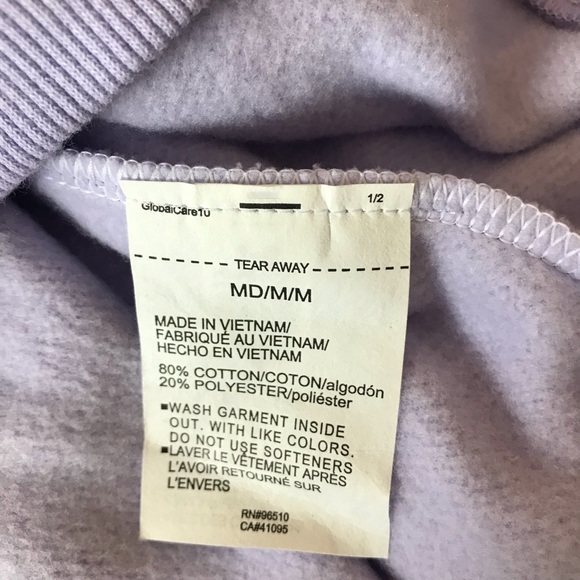 GlobalCare10
1/2
TEAR AWAY
MD/M/M
MADE IN VIETNAM/
FABRIQUÉ AU VIETNAM/
HECHO EN VIETNAM
80% COTTON/COTON/algodón
20% POLYESTER/poliéster
▪WASH GARMENT INSIDE
OUT. WITH LIKE COLORS.
DO NOT USE SOFTENERS
▪LAVER LE VÊTEMENT APRÈS
L'AVOIR RETOURNÉ SUR
L'ENVERS
RN#96510
CA#41095